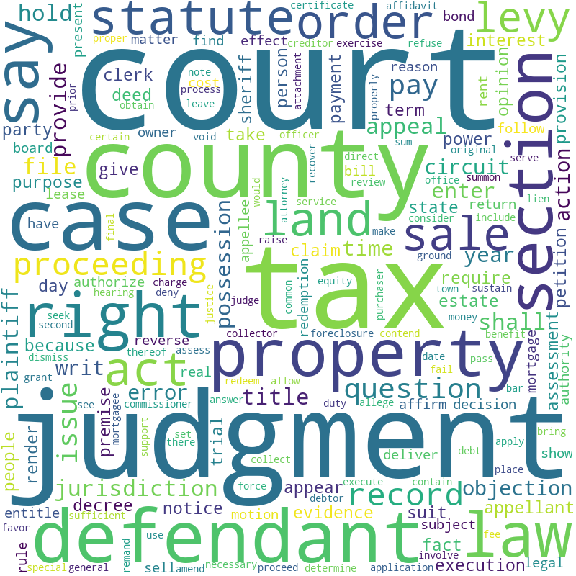 certificate
affidavit
statute
order
levy
say
hold
court
present
proper
matter
find
effect
creditor
exercise
refuse
bond
interest
clerk
cost
note
process
sheriff
person
reason
pay
opinion
rent
provision
party
provide
deed
obtain
leave
attachment
payment
properly
term
appeal
follow
section
board
prior
certain
void
officer
sum
power
original
owner
take
recover
direct
bill
circuit
file
give
county
review
office
serve
action
purpose
lease
possession
appellee
would
attorney
service
enter
state
return
lien
summon
petition
have
case
final
land
consider
include
make
sale
proceeding
raise
ground
claim
time
year
sustain
day
authorize
charge
hearing
deny
justice
tax
require
estate
shall
plaintiff
right
seek
second
judge
common
equity
redemption
purchaser
town
money
benefit
authority
assessment
because
dismiss
thereof
reverse
assess
collector
foreclosure
contend
property
date
pass
mortgage
writ
act
real
redeem
allow
fail
question
bar
grant
issue
see
mortgagee
commissioner
error
answer
title
duty
allege
affirm
decision
people
render
premise
support
set
there
trial
collect
deliver
debt
apply
show
bring
judgment
jurisdiction
force
appear
execute
contain
place
record
objection
entitle
decree
notice
motion
evidence
debtor
suit
subject
appellant
favor
sufficient
defendant
fact
involve
law
rule
remand
use
necessary
execution
fee
legal
special
general
sell
amend
proceed
determine
application